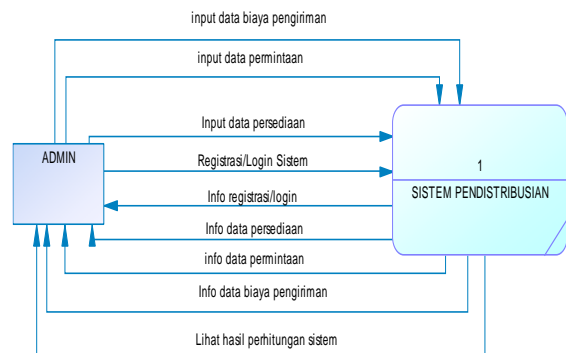 input data biaya pengiriman
input data permintaan
Input data persediaan
ADMIN
Registrasi/Login Sistem
1
SISTEM PENDISTRIBUSIAN
Info registrasi/login
Info data persediaan
info data permintaan
Info data biaya pengiriman
Lihat hasil perhitungan sistem